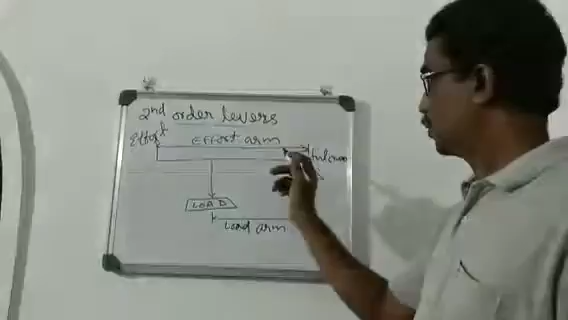 2nd order levers
Effort
EFFort arm
fulcrum
LOAD
Load arm